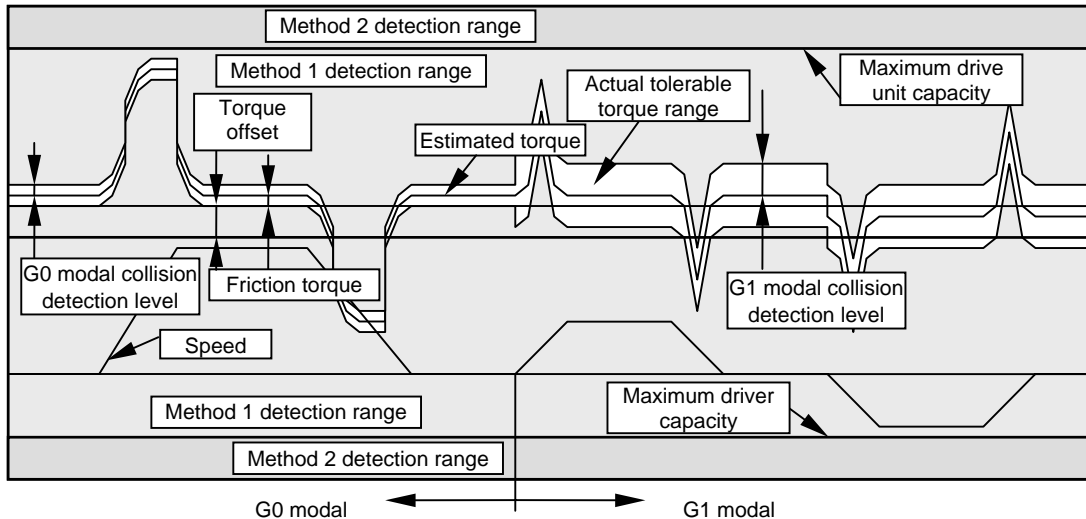 Method 2 detection range
Method 1 detection range
Maximum drive
unit capacity
Actual tolerable
torque range
Torque
offset
Estimated torque
G0 modal collision
detection level
Friction torque
G1 modal collision
detection level
Speed
Method 1 detection range
Maximum driver
capacity
Method 2 detection range
G0 modal
G1 modal